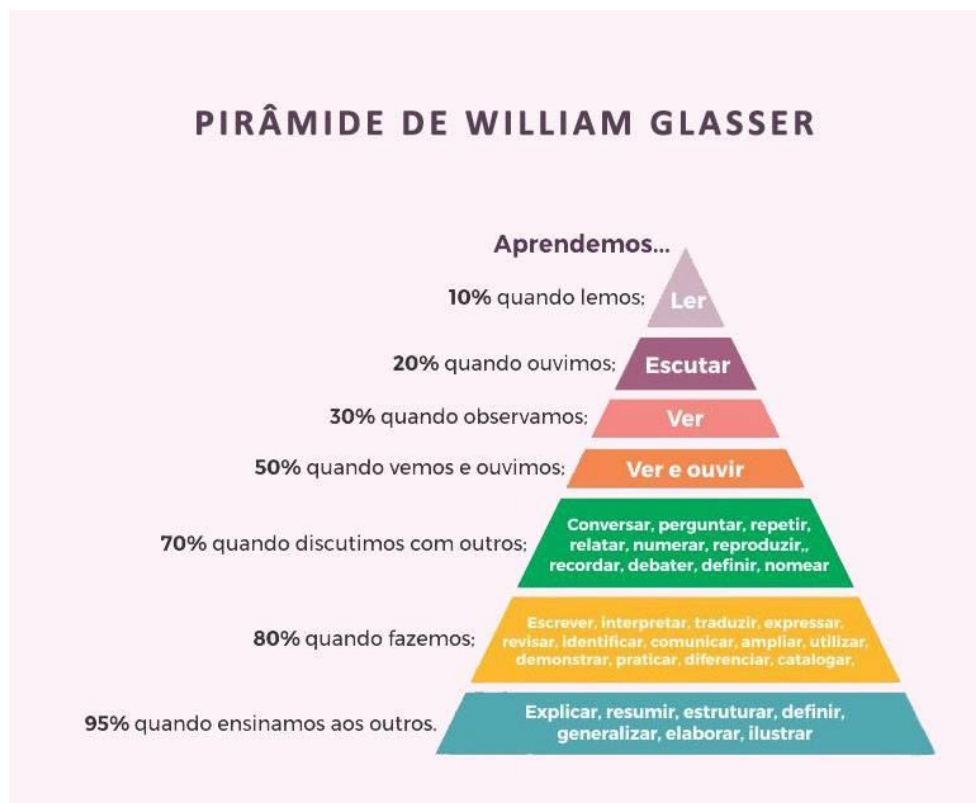 PIRÂMIDE DE WILLIAM GLASSER
Aprendemos...
10% quando lemos;
Ler
20% quando ouvimos;
Escutar
30% quando observamos;
Ver
50% quando vemos e ouvimos;
Ver e ouvir
70% quando discutimos com outros;
Conversar, perguntar, repetir,
relatar, numerar, reproduzir,,
recordar, debater, definir, nomear
80% quando fazemos;
Escrever, interpretar, traduzir, expressar,
revisar, identificar, comunicar, ampliar, utilizar,
demonstrar, praticar, diferenciar, catalogar,
95% quando ensinamos aos outros.
Explicar, resumir, estruturar, definir,
generalizar, elaborar, ilustrar